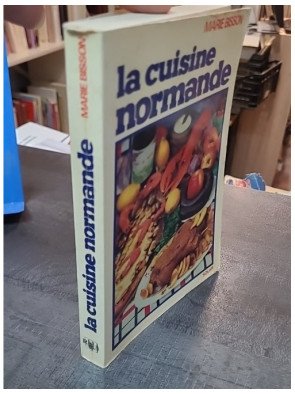 MARIE BISSON
la cuisine
normande
MARIE BISSON
la cuisine normande